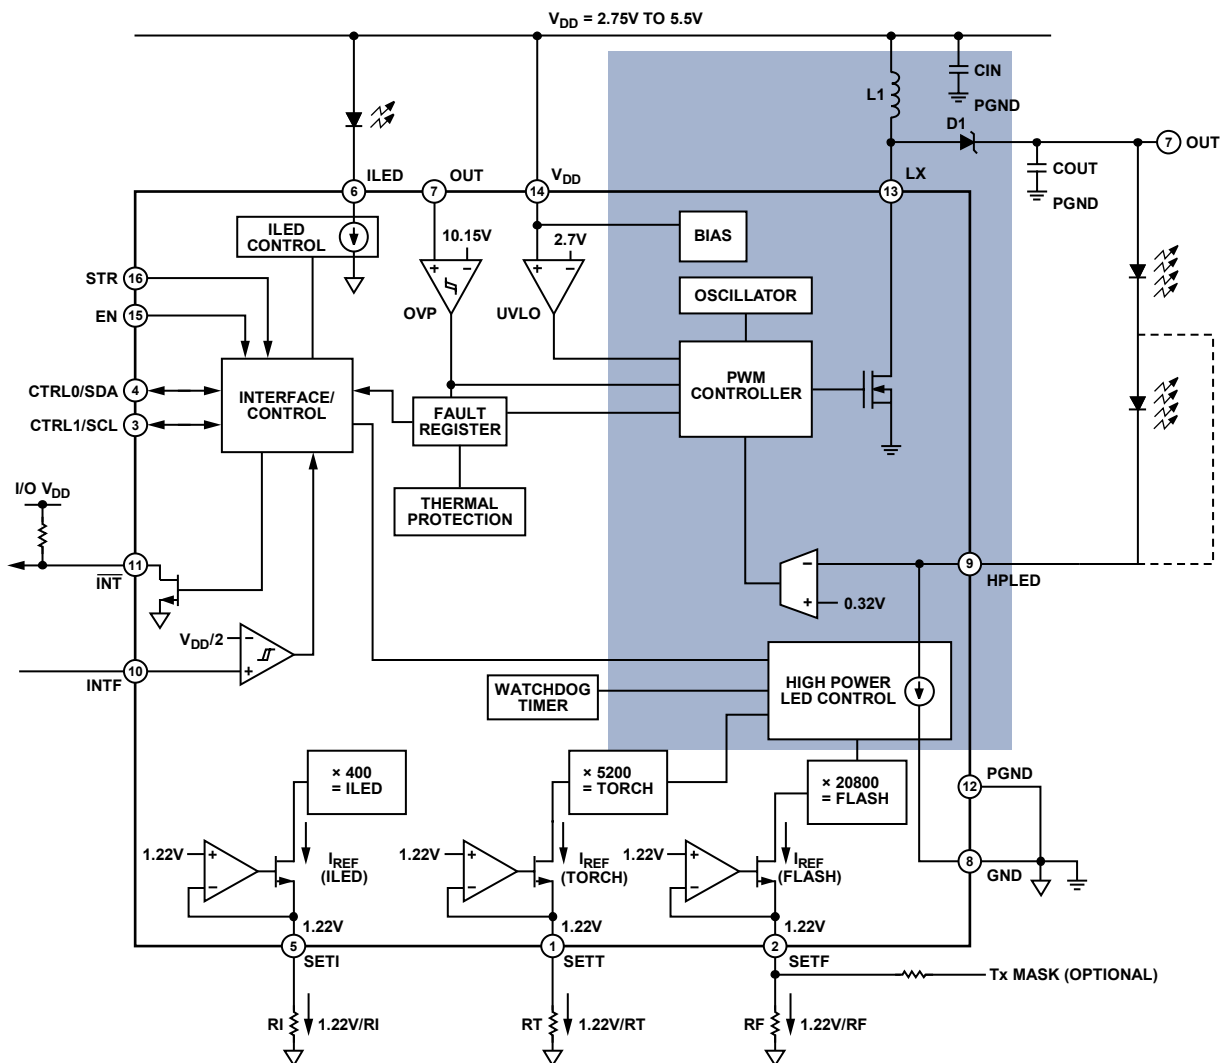 VDD = 2.75V TO 5.5V
CIN
L1
PGND
D1
7 OUT
COUT
PGND
ILED
OUT
VDD
LX
6
7
14
13
ILED
CONTROL
10.15V
2.7V
BIAS
STR
16
+ −
+ −
OSCILLATOR
EN
15
OVP
UVLO
CTRL0/SDA
4
CTRL1/SCL
3
INTERFACE/
CONTROL
FAULT
REGISTER
PWM
CONTROLLER
THERMAL
PROTECTION
I/O VDD
11
INT
−
+
0.32V
9
HPLED
VDD/2
−
+
10
INTF
WATCHDOG
TIMER
HIGH POWER
LED CONTROL
× 400
= ILED
× 5200
= TORCH
× 20800
= FLASH
PGND
12
8
GND
1.22V
+
−
IREF
(ILED)
1.22V
+
−
IREF
(TORCH)
1.22V
+
−
IREF
(FLASH)
1.22V
1.22V
1.22V
5
1
2
SETI
SETT
SETF
Tx MASK (OPTIONAL)
RI
1.22V/RI
RT
1.22V/RT
RF
1.22V/RF